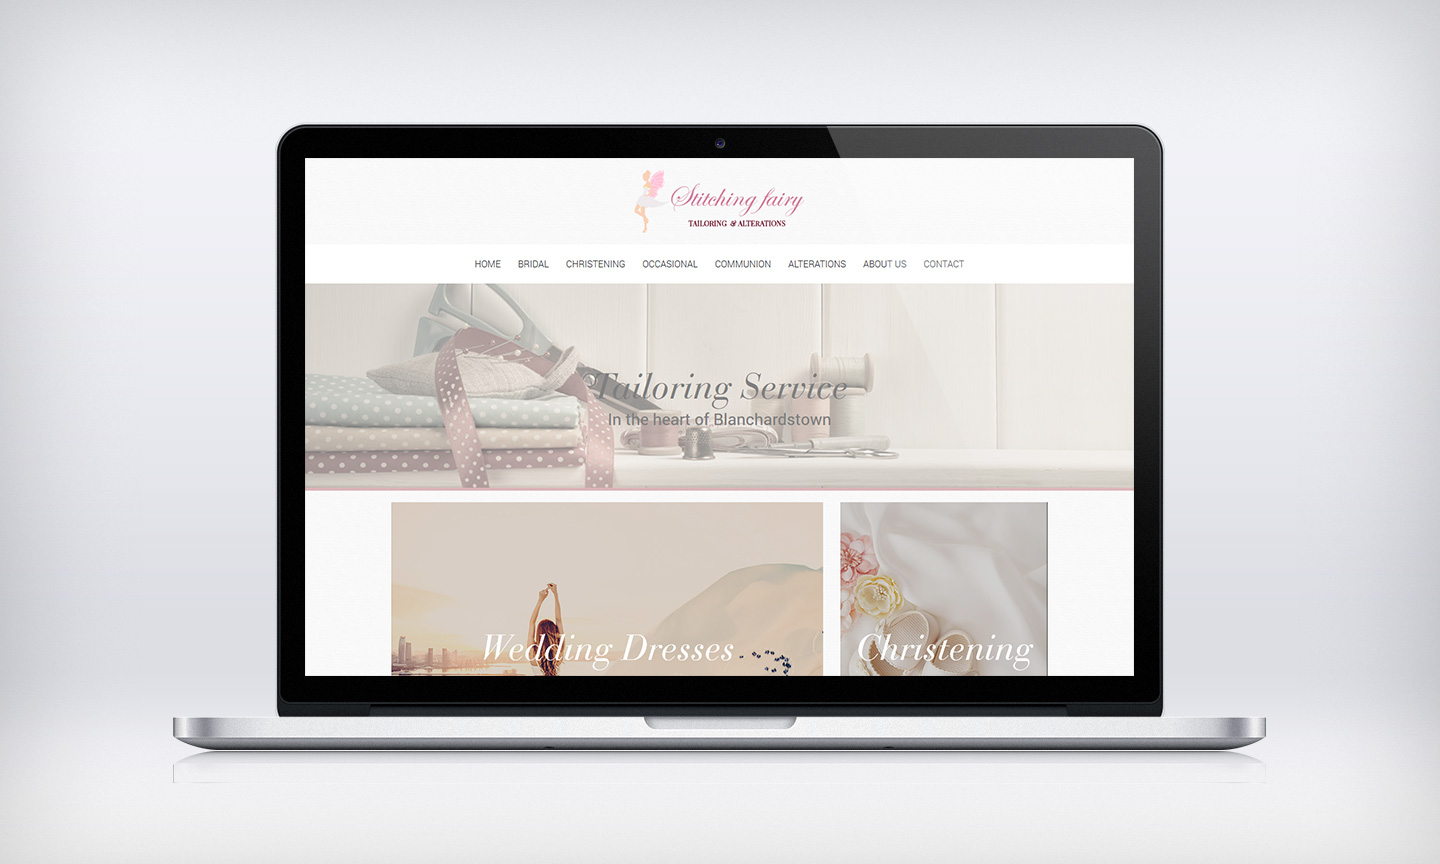 Stitching fairy
TAILORING & ALTERATIONS
HOME BRIDAL CHRISTENING OCCASIONAL COMMUNION ALTERATIONS ABOUT US CONTACT
Tailoring Service
In the heart of Blanchardstown
Wedding Dresses
Christening